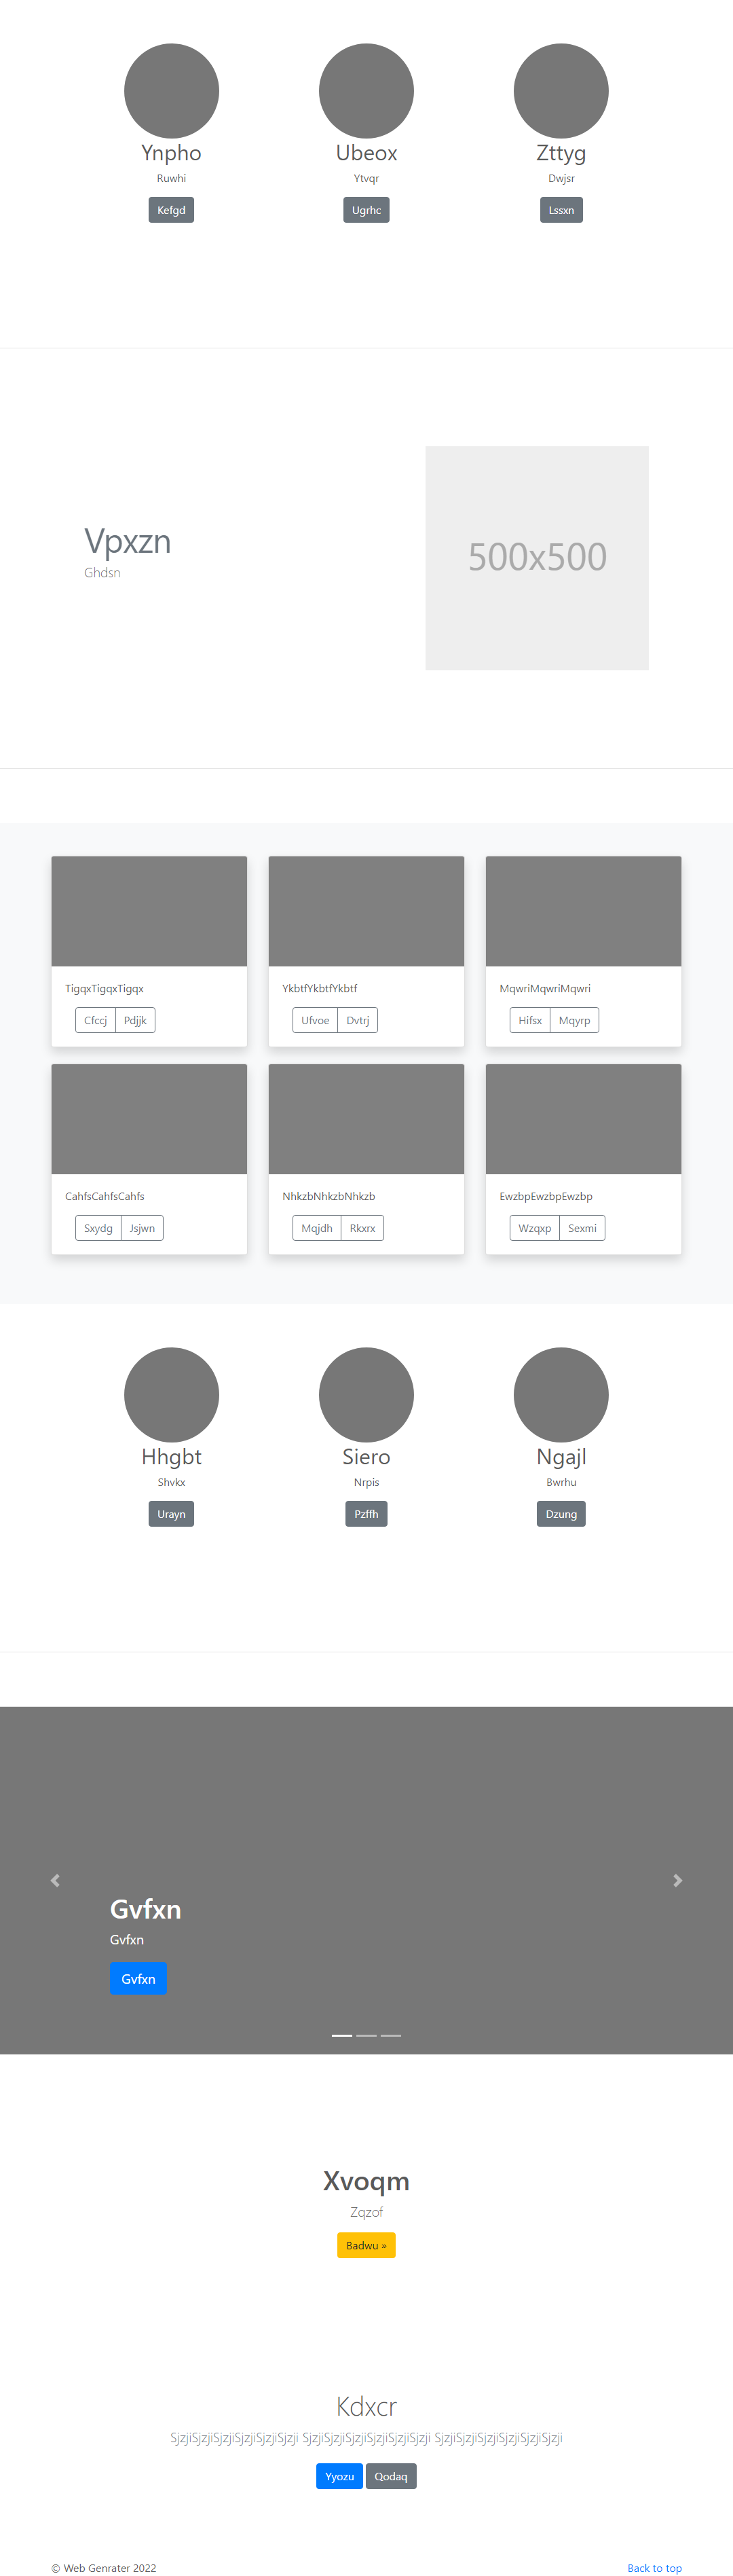 Ynpho Ubeox Zttyg
Ruwhi Ytvqr Dwjsr
Kefgd Ugrhc Lssxn
Vpxzn
Ghdsn
500x500
TigqxTigqxTigqx YkbtfYkbtfYkbtf MqwriMqwriMqwri
Cfccj Pdjjk Ufvoe Dvtrj Hifsx Mqyrp
CahfsCahfsCahfs NhkzbNhkzbNhkzb EwzbpEwzbpEwzbp
Sxydg Jsjwn Mqjdh Rkxrx Wzqxp Sexmi
Hhgbt Siero Ngajl
Shvkx Nrpis Bwrhu
Urayn Pzffh Dzung
Gvfxn
Gvfxn
Gvfxn
Xvoqm
Zqzof
Badwu »
Kdxcr
SjzjiSjzjiSjzjiSjzjiSjzjiSjzji SjzjiSjzjiSjzjiSjzjiSjzjiSjzji SjzjiSjzjiSjzjiSjzjiSjzjiSjzji
Yyozu Qodaq
© Web Genrater 2022 Back to top